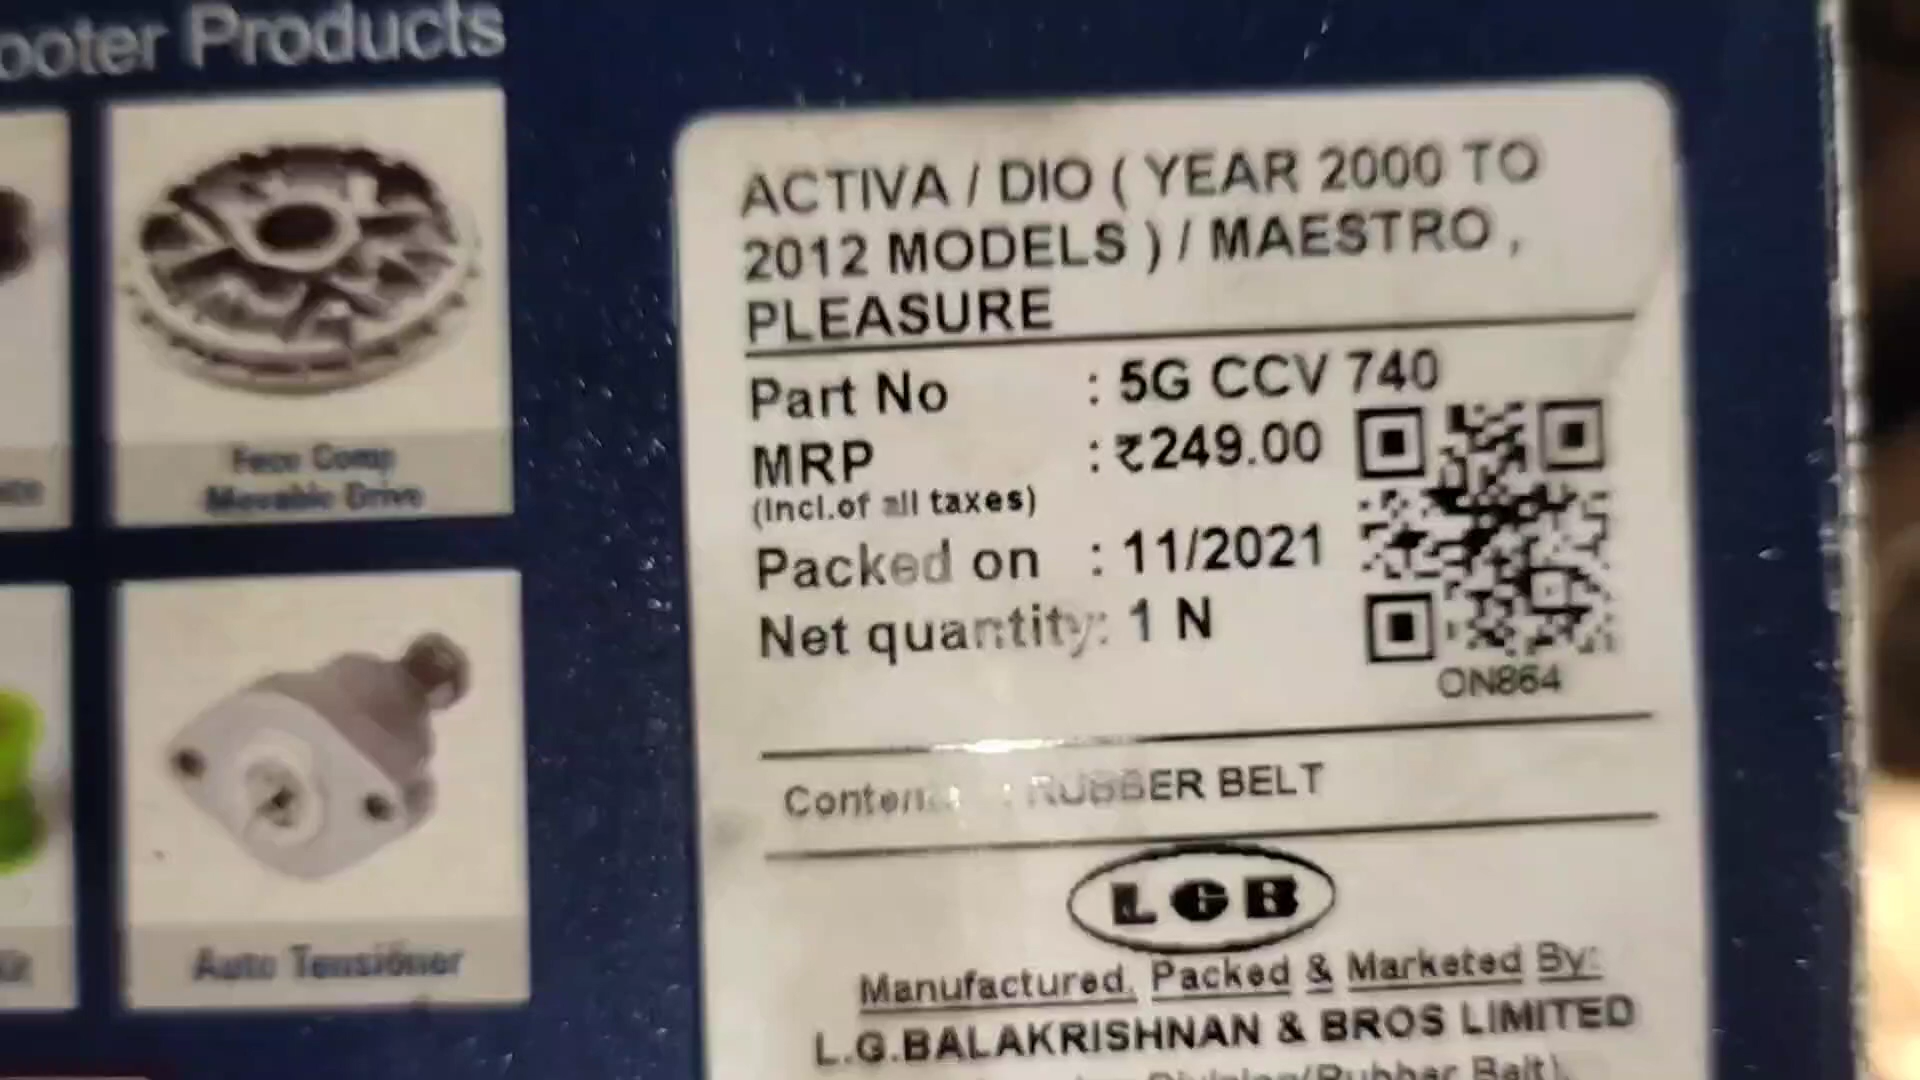 ooter Products
Face Comp
Movable Drive
Auto Tensioner
ACTIVA / DIO ( YEAR 2000 TO
2012 MODELS ) / MAESTRO ,
PLEASURE
Part No : 5G CCV 740
MRP : ₹249.00
(Incl.of all taxes)
Packed on : 11/2021
Net quantity: 1 N
ON864
: RUBBER BELT
LGB
Manufactured, Packed & Marketed By:
L.G.BALAKRISHNAN & BROS LIMITED
Division(Rubber Belt),